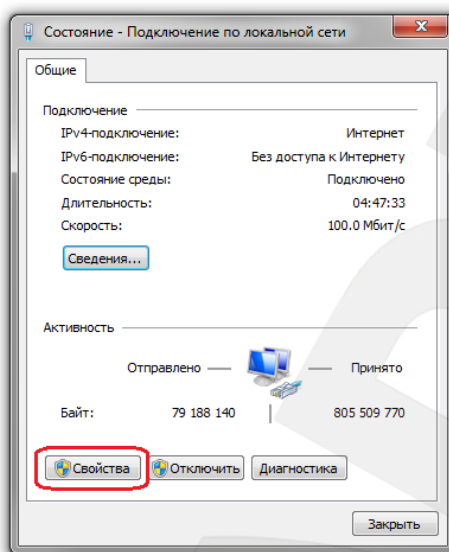 Состояние - Подключение по локальной сети
Общие
Подключение
IPv4-подключение: Интернет
IPv6-подключение: Без доступа к Интернету
Состояние среды: Подключено
Длительность: 04:47:33
Скорость: 100.0 Мбит/с
Сведения...
Активность
Отправлено — — Принято
Байт: 79 188 140 | 805 509 770
Свойства Отключить Диагностика
Закрыть